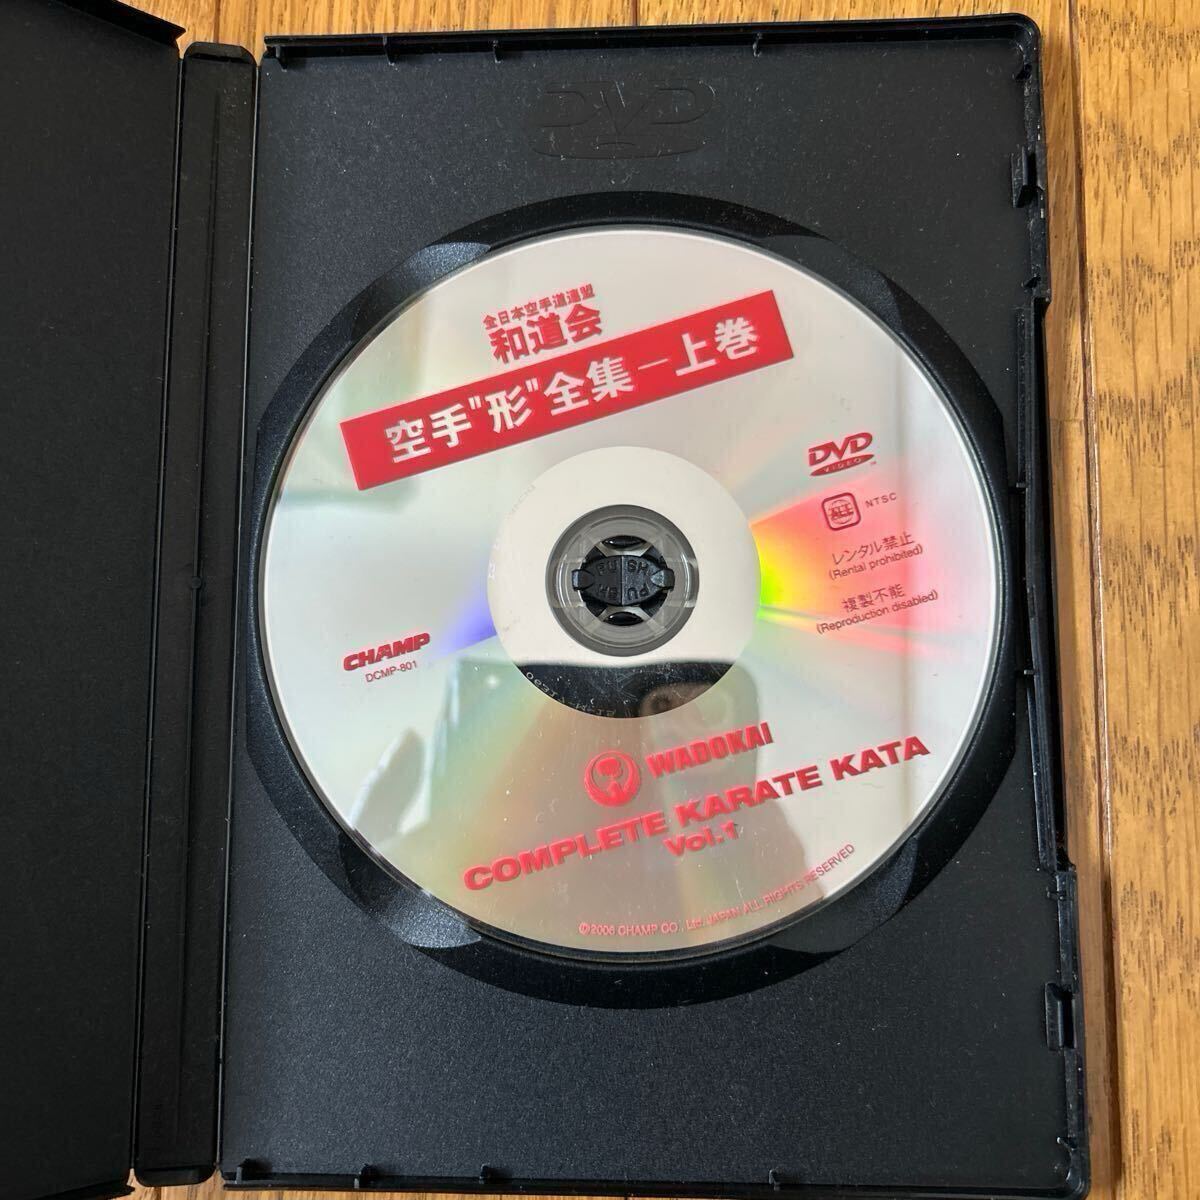 DVD
全日本空手道連盟
和道会
空手"形"全集－上巻
DVD
VIDEO
ALL
NTSC
レンタル禁止
(Rental prohibited)
複製不能
(Reproduction disabled)
CHAMP
DCMP-801
WADOKAI
COMPLETE KARATE KATA
Vol.1
©2006 CHAMP CO., Ltd. JAPAN ALL RIGHTS RESERVED